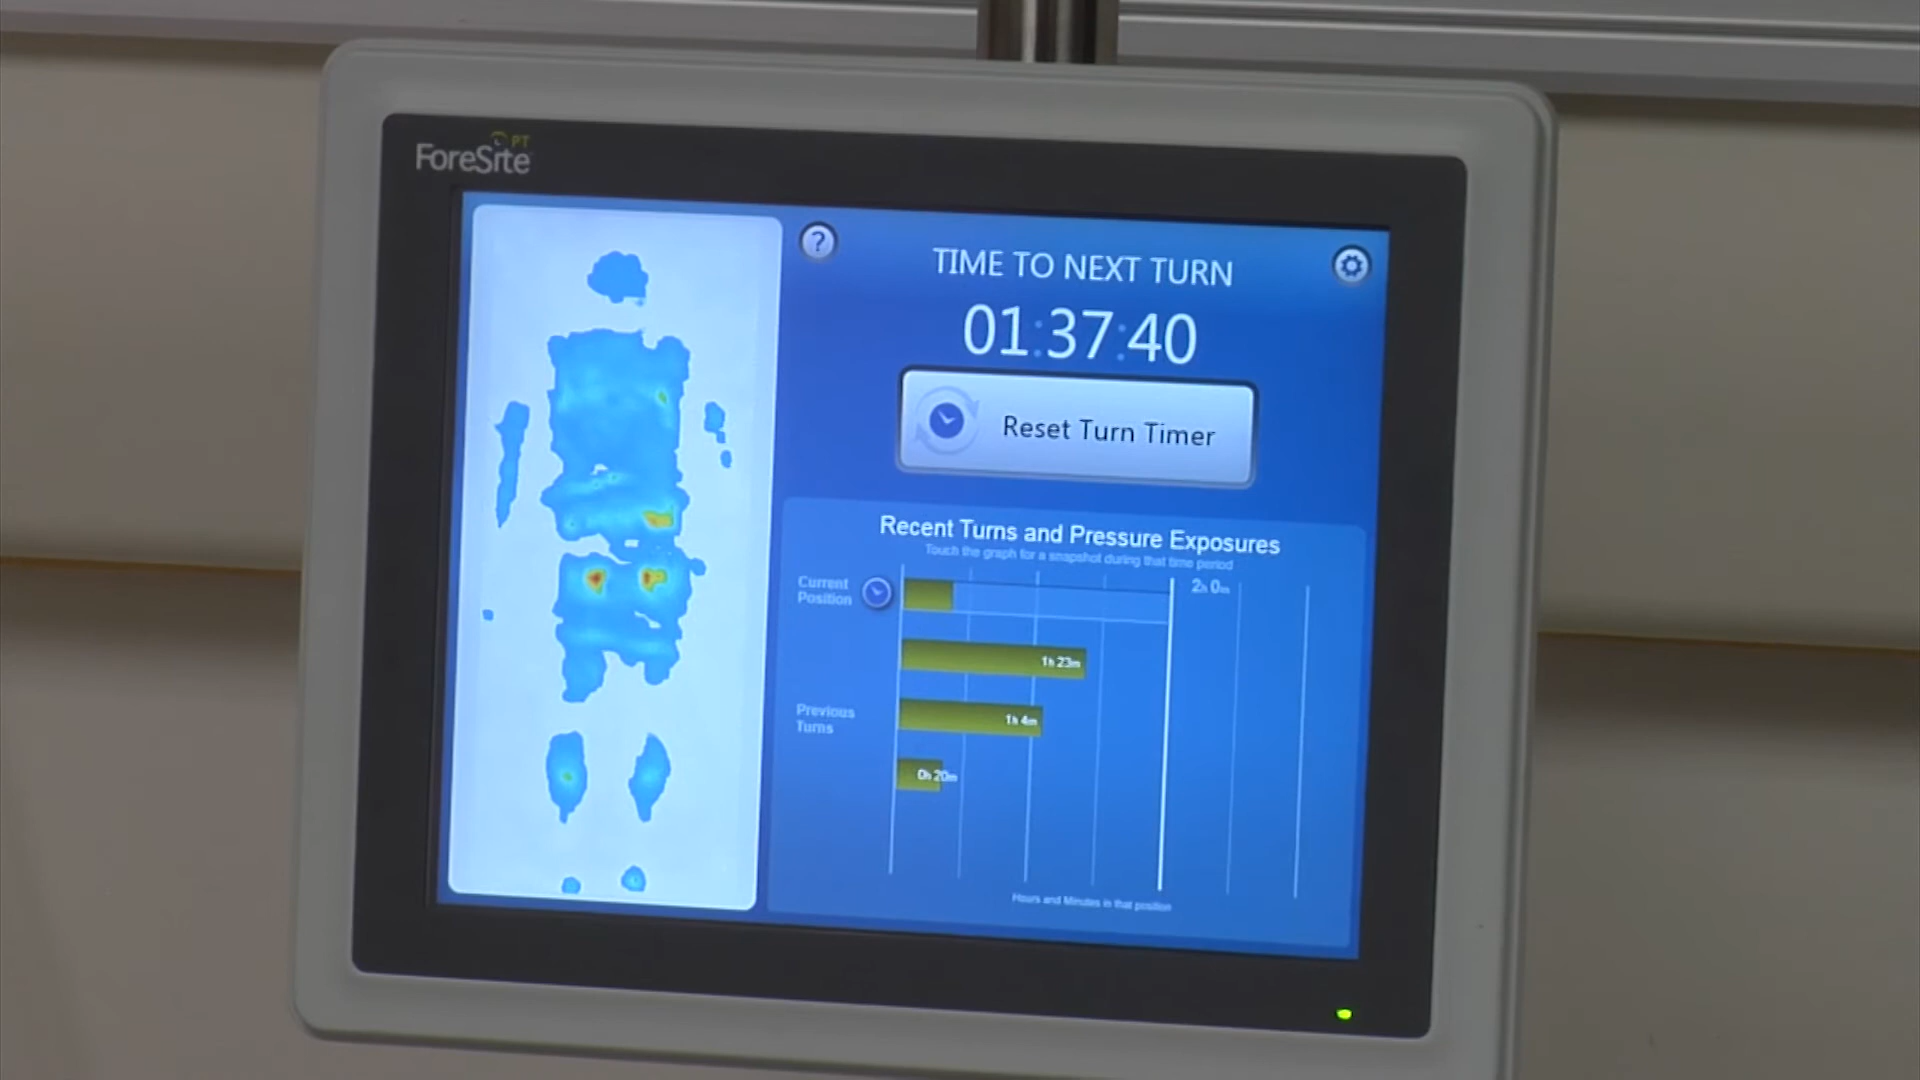 PT
ForeSite
?
TIME TO NEXT TURN
01:37:40
Reset Turn Timer
Recent Turns and Pressure Exposures
Touch the graph for a snapshot during that time period
Current
Position
2h 0m
1h 23m
Previous
Turns
1h 4m
0h 20m
Hours and Minutes in that position